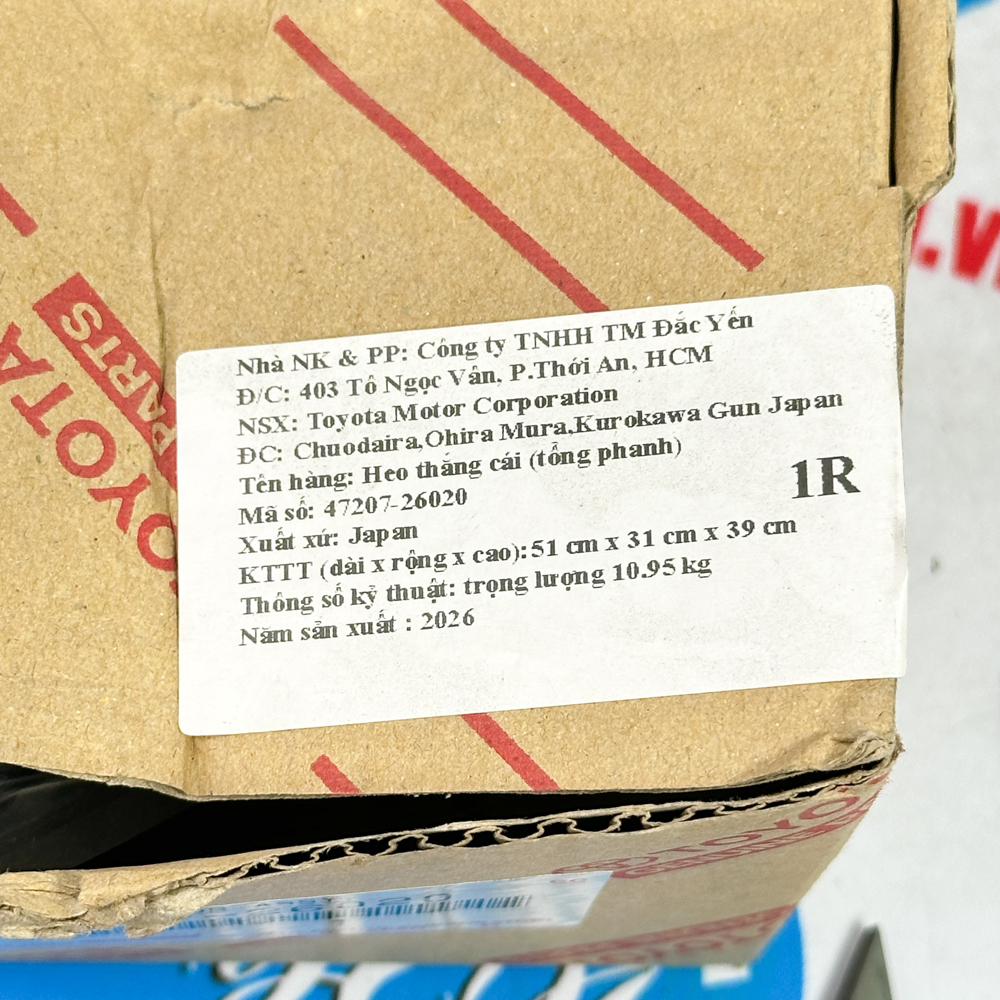 Nhà NK & PP: Công ty TNHH TM Đắc Yến
Đ/C: 403 Tô Ngọc Vân, P.Thới An, HCM
NSX: Toyota Motor Corporation
ĐC: Chuodaira,Ohira Mura,Kurokawa Gun Japan
Tên hàng: Heo thắng cái (tổng phanh)
Mã số: 47207-26020
1R
Xuất xứ: Japan
KTTT (dài x rộng x cao):51 cm x 31 cm x 39 cm
Thông số kỷ thuật: trọng lượng 10.95 kg
Năm sản xuất : 2026
TOYOTA
PARTS